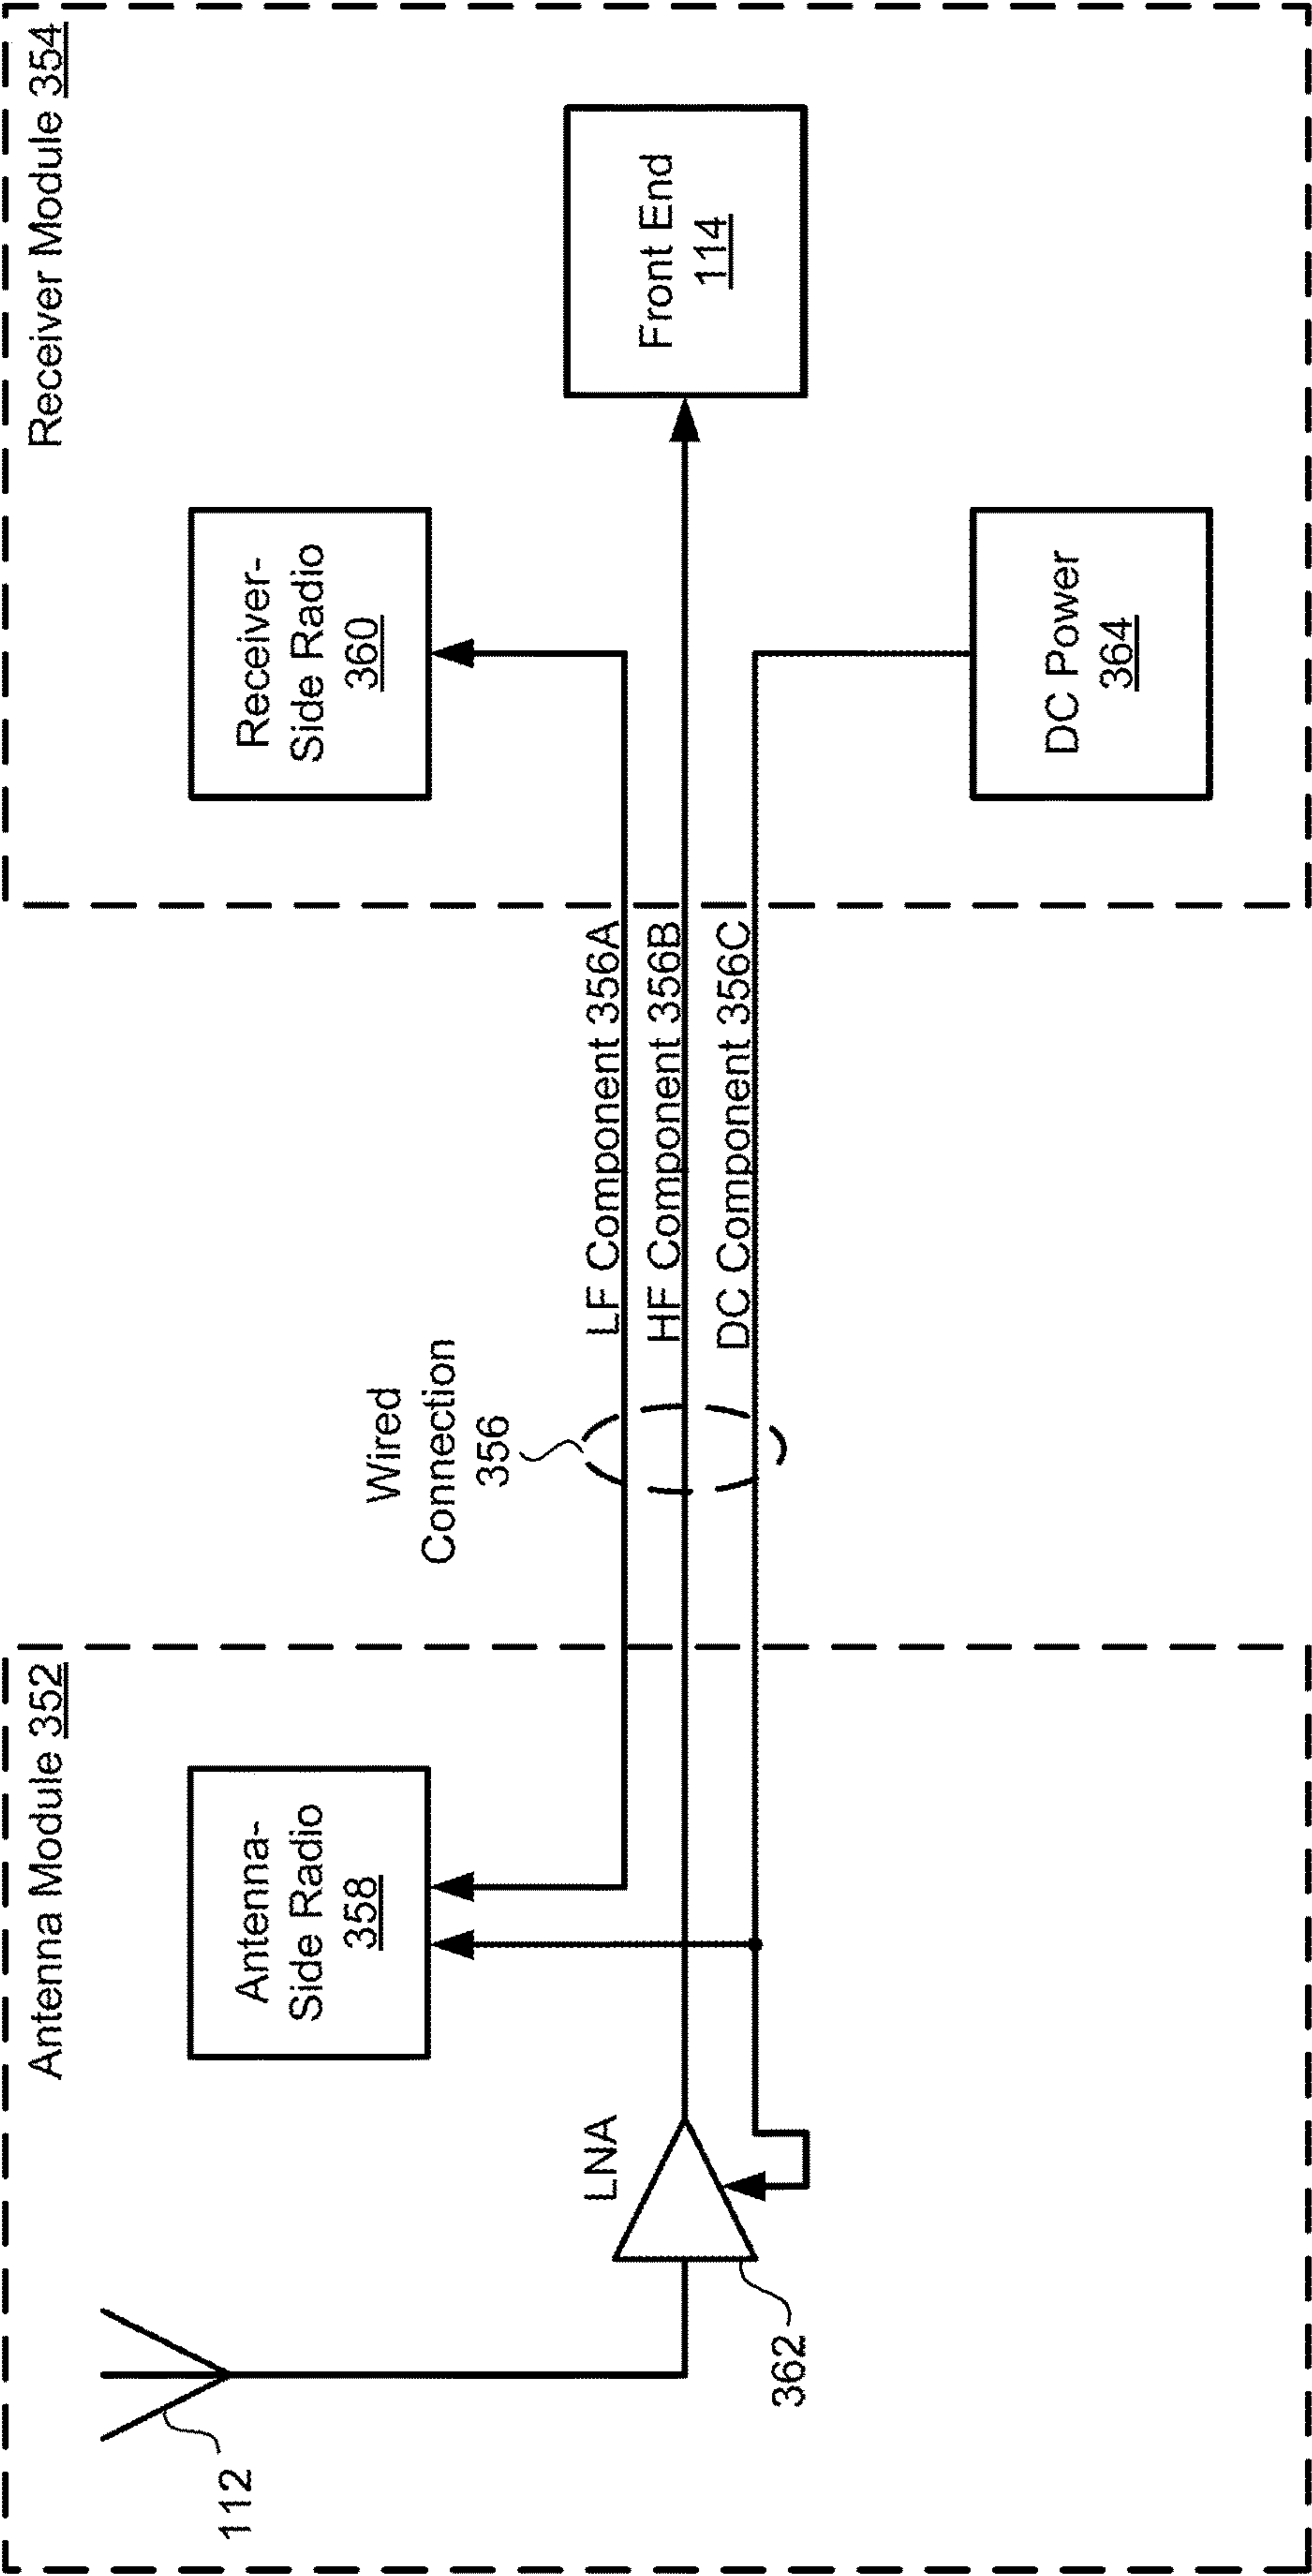 Antenna Module 352
112
Antenna-
Side Radio
358
LNA
362
Wired
Connection
356
LF Component 356A
HF Component 356B
DC Component 356C
Receiver Module 354
Receiver-
Side Radio
360
Front End
114
DC Power
364